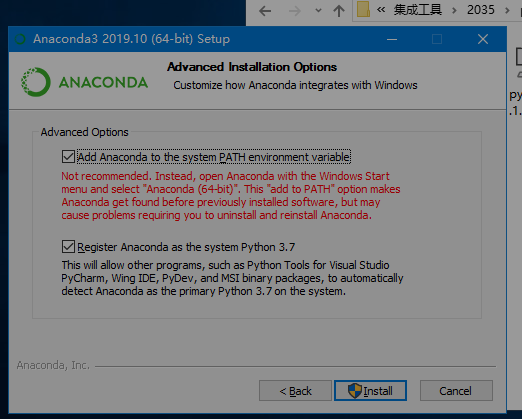 « 集成工具 › 2035 ›
Anaconda3 2019.10 (64-bit) Setup
ANACONDA
Advanced Installation Options
Customize how Anaconda integrates with Windows
py
.1.
Advanced Options
Add Anaconda to the system PATH environment variable
Not recommended. Instead, open Anaconda with the Windows Start
menu and select "Anaconda (64-bit)". This "add to PATH" option makes
Anaconda get found before previously installed software, but may
cause problems requiring you to uninstall and reinstall Anaconda.
Register Anaconda as the system Python 3.7
This will allow other programs, such as Python Tools for Visual Studio
PyCharm, Wing IDE, PyDev, and MSI binary packages, to automatically
detect Anaconda as the primary Python 3.7 on the system.
Anaconda, Inc.
< Back
Install
Cancel